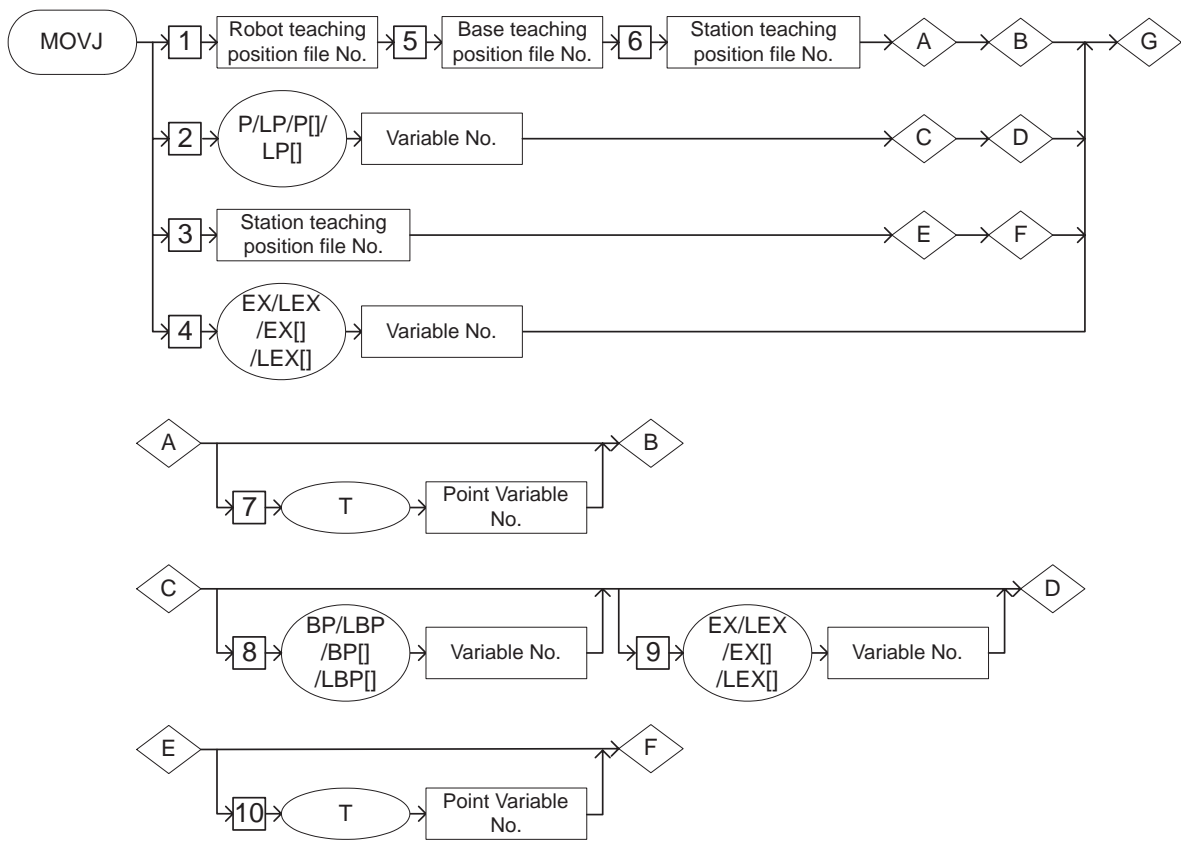 MOVJ
1
Robot teaching
position file No.
5
Base teaching
position file No.
6
Station teaching
position file No.
A
B
G
2
P/LP/P[]/
LP[]
Variable No.
C
D
3
Station teaching
position file No.
E
F
4
EX/LEX
/EX[]
/LEX[]
Variable No.
A
B
7
T
Point Variable
No.
C
D
8
BP/LBP
/BP[]
/LBP[]
Variable No.
9
EX/LEX
/EX[]
/LEX[]
Variable No.
E
F
10
T
Point Variable
No.